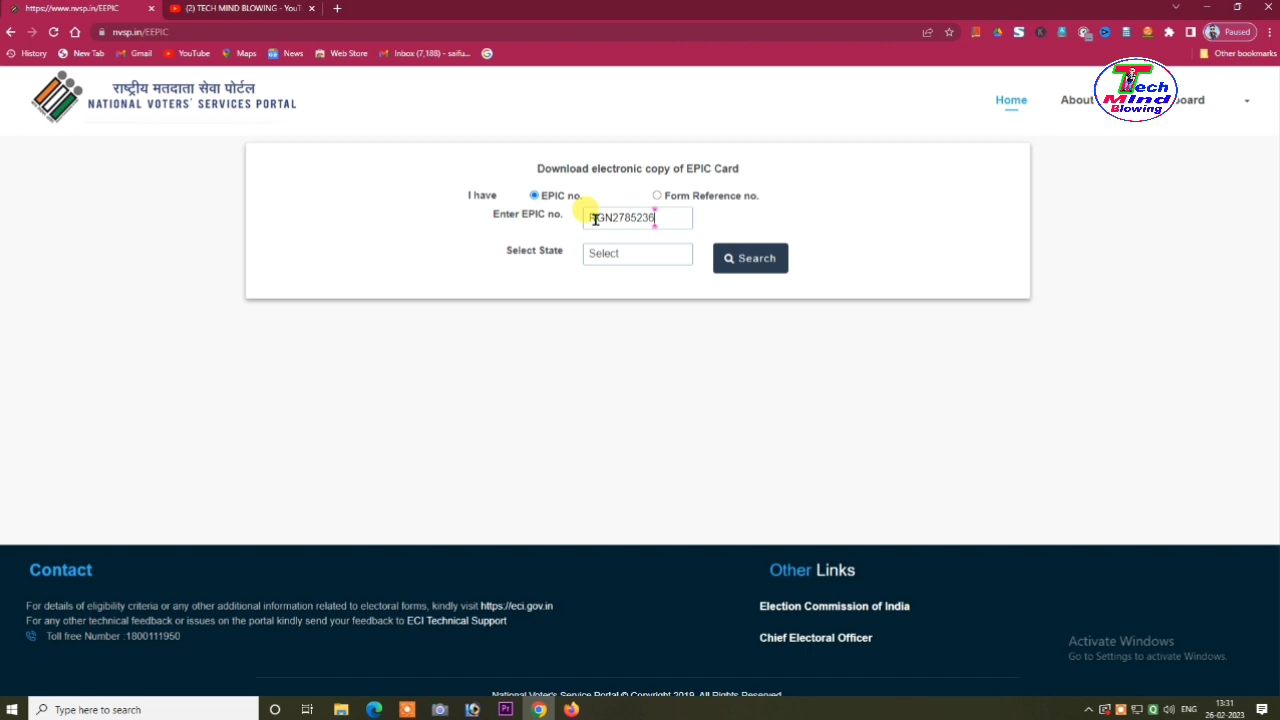 https://www.nvsp.in/EEPIC
(2) TECH MIND BLOWING - YouT
nvsp.in/EEPIC
Paused
History
New Tab
Gmail
YouTube
Maps
News
Web Store
Inbox (7,188) - saifu...
Other bookmarks
राष्ट्रीय मतदाता सेवा पोर्टल
NATIONAL VOTERS' SERVICES PORTAL
Home
About
board
Tech
Mind
Blowing
Download electronic copy of EPIC Card
I have
EPIC no.
Form Reference no.
Enter EPIC no.
RGN2785236
Select State
Select
Search
Contact
Other Links
For details of eligibility criteria or any other additional information related to electoral forms, kindly visit https://eci.gov.in
For any other technical feedback or issues on the portal kindly send your feedback to ECI Technical Support
Toll free Number :1800111950
Election Commission of India
Chief Electoral Officer
Activate Windows
Go to Settings to activate Windows.
National Voter's Service Portal © Copyright 2019. All Rights Reserved
Type here to search
ENG
13:31
26-02-2023